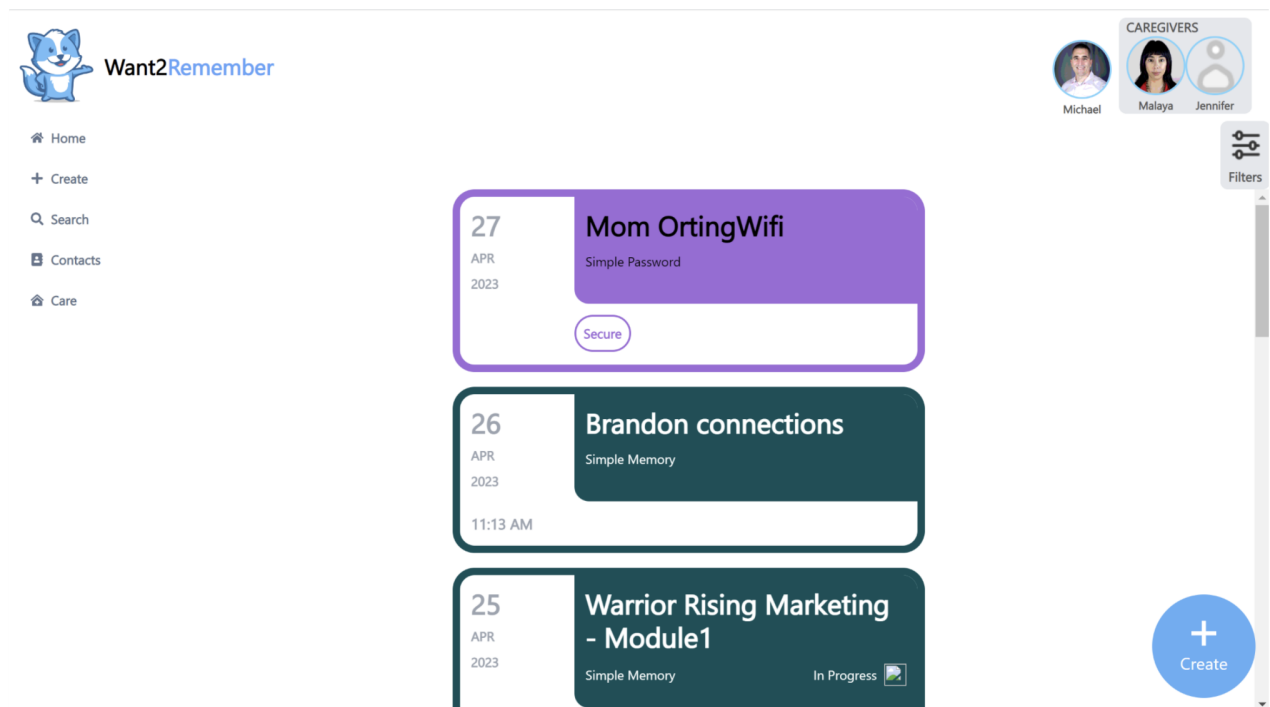 Want2Remember
CAREGIVERS
Michael
Malaya
Jennifer
Home
Create
Search
Contacts
Care
Filters
27
APR
2023
Mom OrtingWifi
Simple Password
Secure
26
APR
2023
11:13 AM
Brandon connections
Simple Memory
25
APR
2023
Warrior Rising Marketing
- Module1
Simple Memory
In Progress
Create